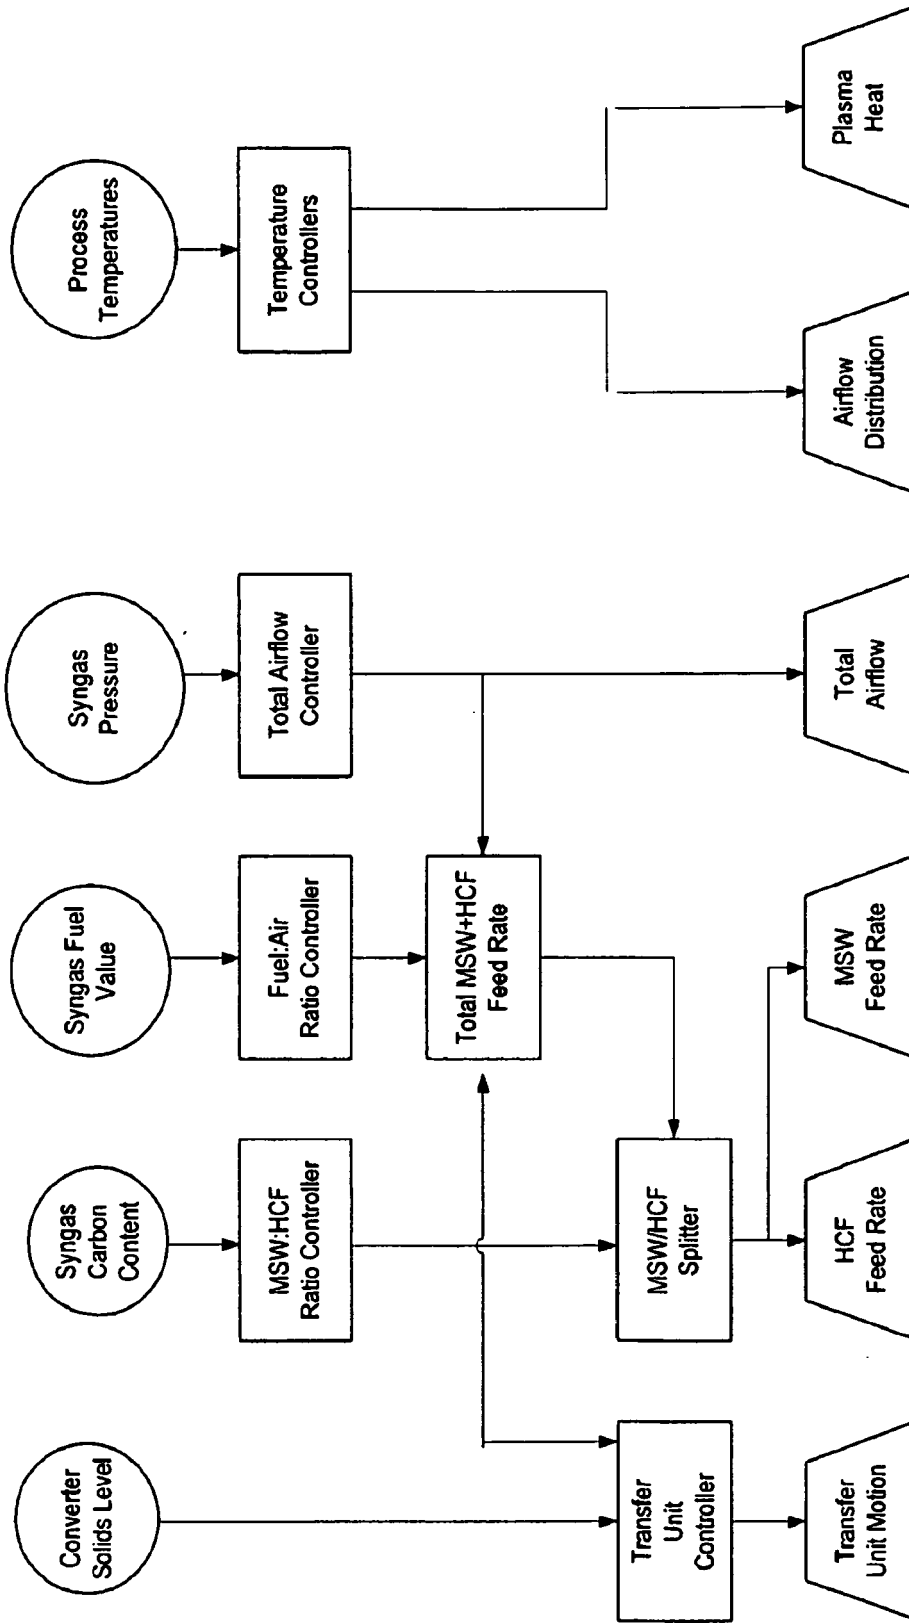 Converter
Solids Level
Syngas
Carbon
Content
Syngas Fuel
Value
Syngas
Pressure
Process
Temperatures
MSW:HCF
Ratio Controller
Fuel:Air
Ratio Controller
Total Airflow
Controller
Temperature
Controllers
Total MSW+HCF
Feed Rate
Transfer
Unit
Controller
MSW/HCF
Splitter
Transfer
Unit Motion
HCF
Feed Rate
MSW
Feed Rate
Total
Airflow
Airflow
Distribution
Plasma
Heat